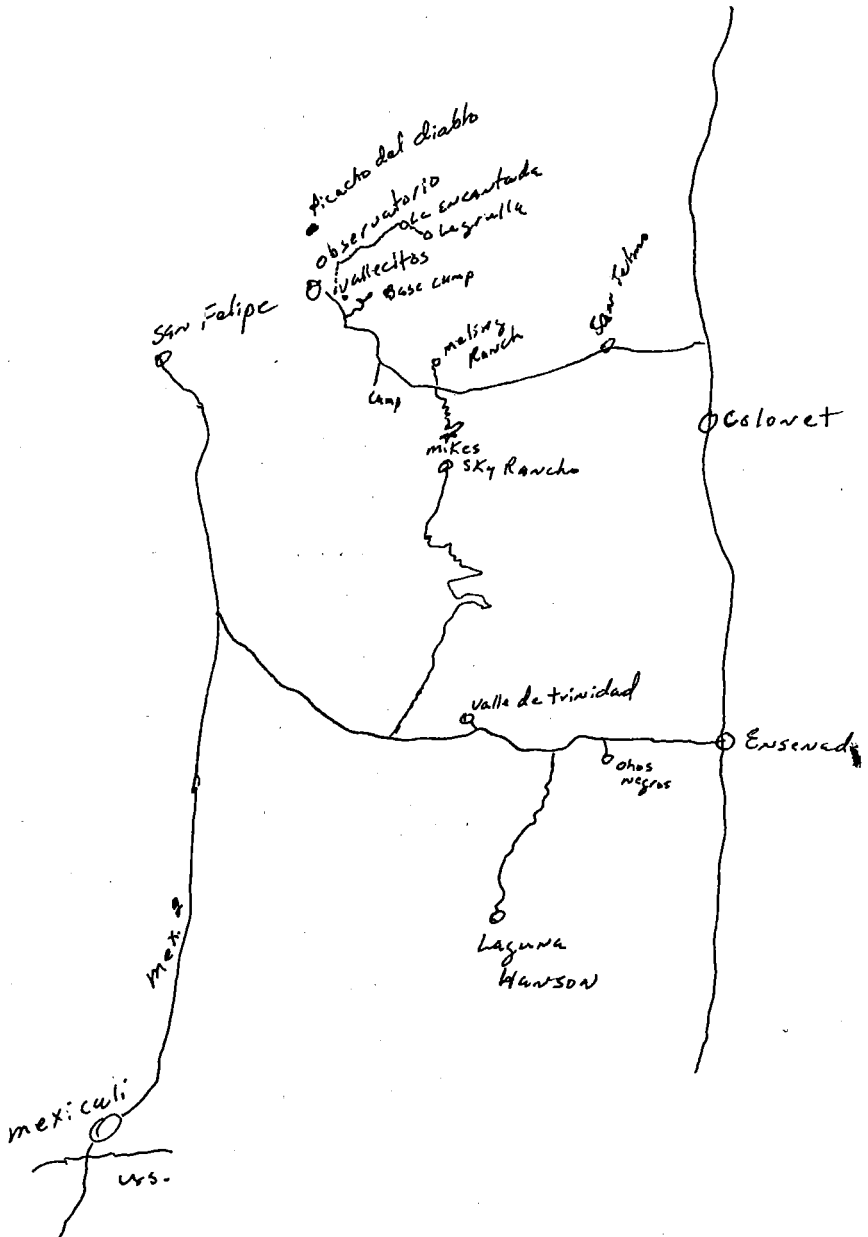 Picacho del diablo
Observatorio
La Encantada
La grulla
Vallecitos
Base camp
San Felipe
San Telmo
meling
Ranch
camp
Colonet
mikes
Sky Rancho
Valle de trinidad
Ensenada
ohos
negros
Laguna
Hanson
mex.
mexicali
u.s.